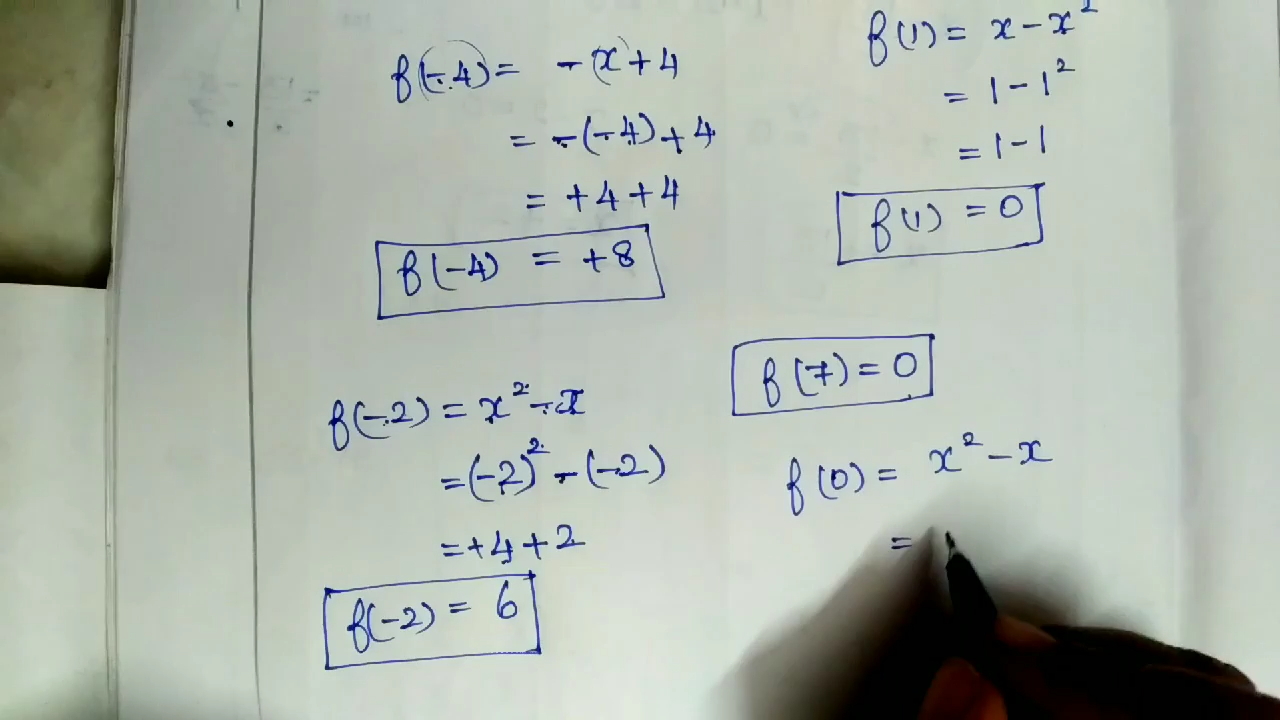 f(-4) = -(x)+4
= -(-4)+4
= +4+4
f(-4) = +8
f(-2) = x² - x
= (-2)² - (-2)
= +4+2
f(-2) = 6
f(1) = x - x²
= 1 - 1²
= 1 - 1
f(1) = 0
f(7) = 0
f(0) = x² - x
=